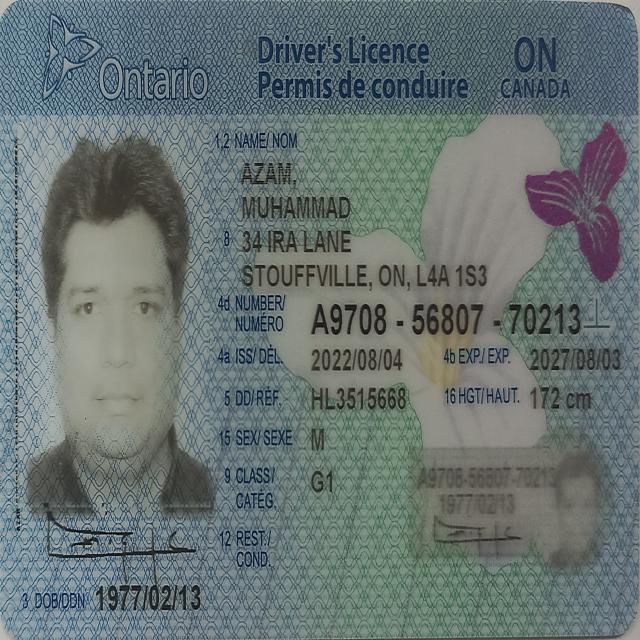 Ontario
Driver's Licence
Permis de conduire
ON
CANADA
1,2 NAME/ NOM
AZAM,
MUHAMMAD
8 34 IRA LANE
STOUFFVILLE, ON, L4A 1S3
4d NUMBER/ NUMÉRO A9708 - 56807 - 70213
4a ISS/ DÉL 2022/08/04 4b EXP./ EXP. 2027/08/03
5 DD/ RÉF. HL3515668 16 HGT/ HAUT. 172 cm
15 SEX/ SEXE M
9 CLASS/ CATÉG. G1
12 REST./ COND.
3 DOB/DDN 1977/02/13
A9708-56807-70213
1977/02/13